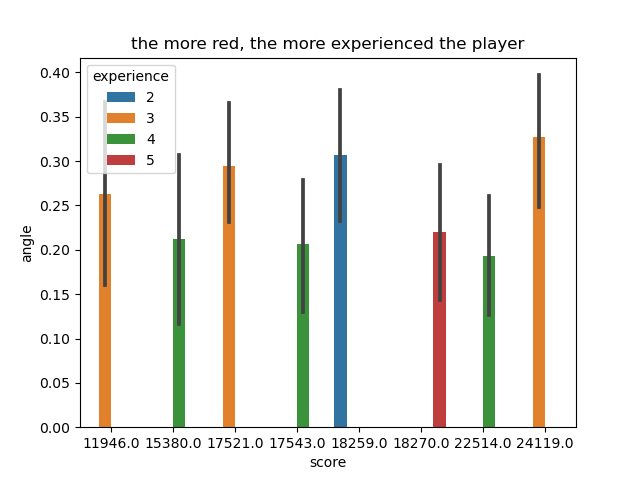 the more red, the more experienced the player
experience
2
3
4
5
0.40
0.35
0.30
0.25
0.20
0.15
0.10
0.05
0.00
angle
11946.0 15380.0 17521.0 17543.0 18259.0 18270.0 22514.0 24119.0
score